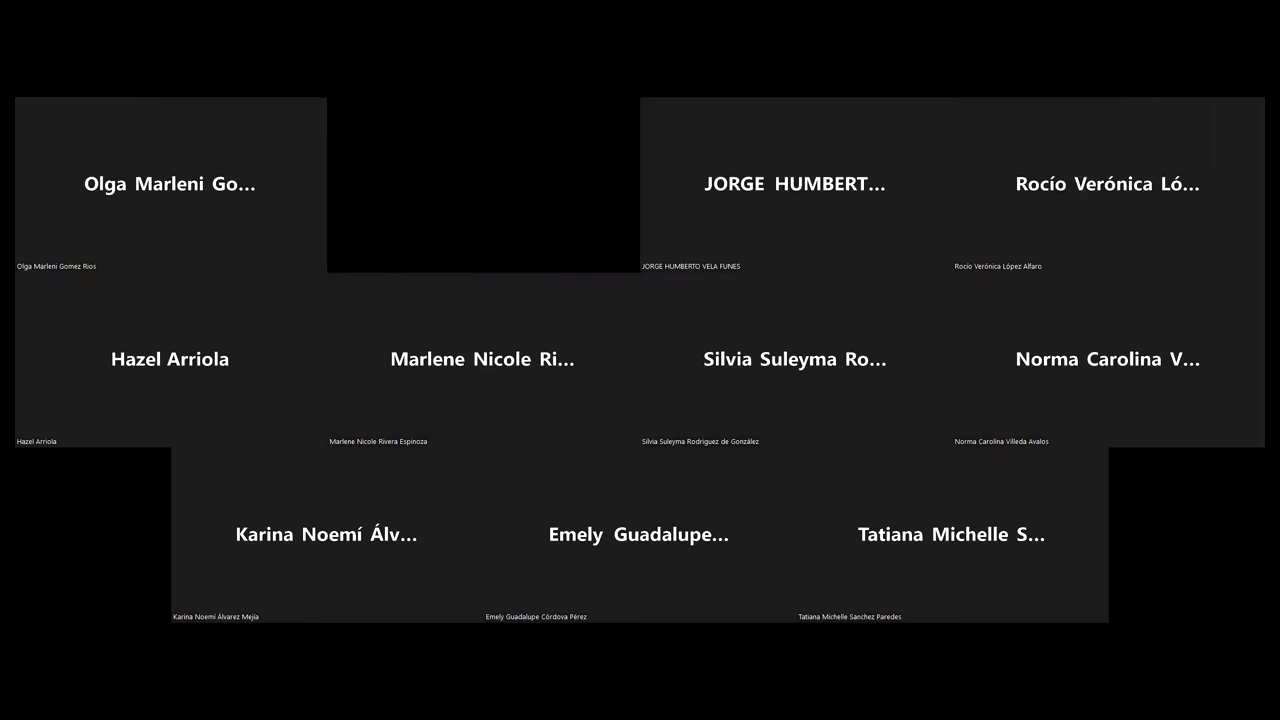 Olga Marleni Go...
JORGE HUMBERT...
Rocío Verónica Ló...
Olga Marleni Gomez Rios
JORGE HUMBERTO VELA FUNES
Rocío Verónica López Alfaro
Hazel Arriola
Marlene Nicole Ri...
Silvia Suleyma Ro...
Norma Carolina V...
Hazel Arriola
Marlene Nicole Rivera Espinoza
Silvia Suleyma Rodriguez de González
Norma Carolina Villeda Avalos
Karina Noemí Álv...
Emely Guadalupe...
Tatiana Michelle S...
Karina Noemí Álvarez Mejía
Emely Guadalupe Córdova Pérez
Tatiana Michelle Sanchez Paredes